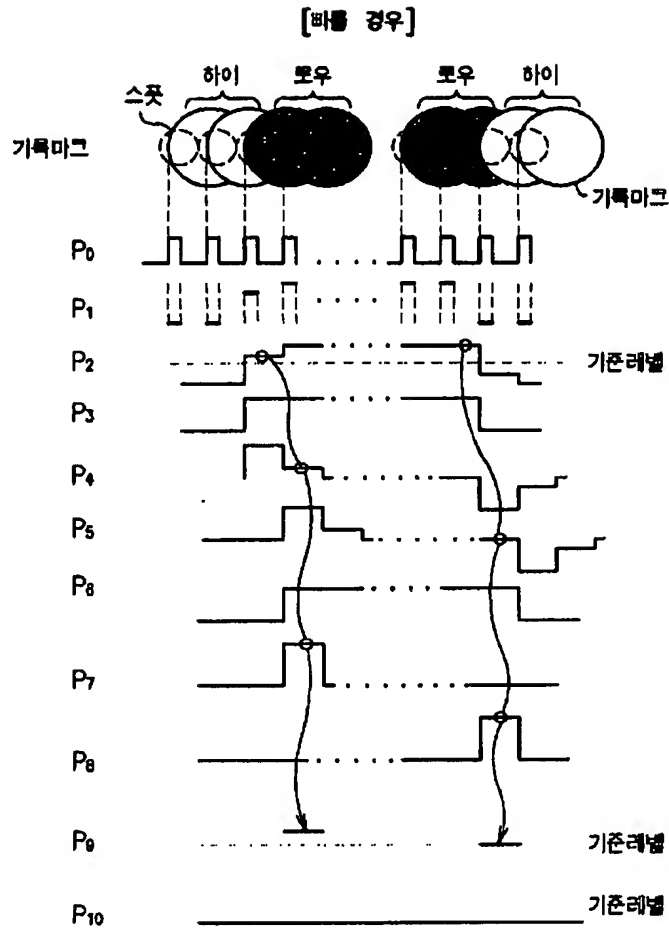 [빠를 경우]
하이 로우 로우 하이
스폿
기록마크
기록마크
P0
P1
P2 기준레벨
P3
P4
P5
P6
P7
P8
P9 기준레벨
P10 기준레벨